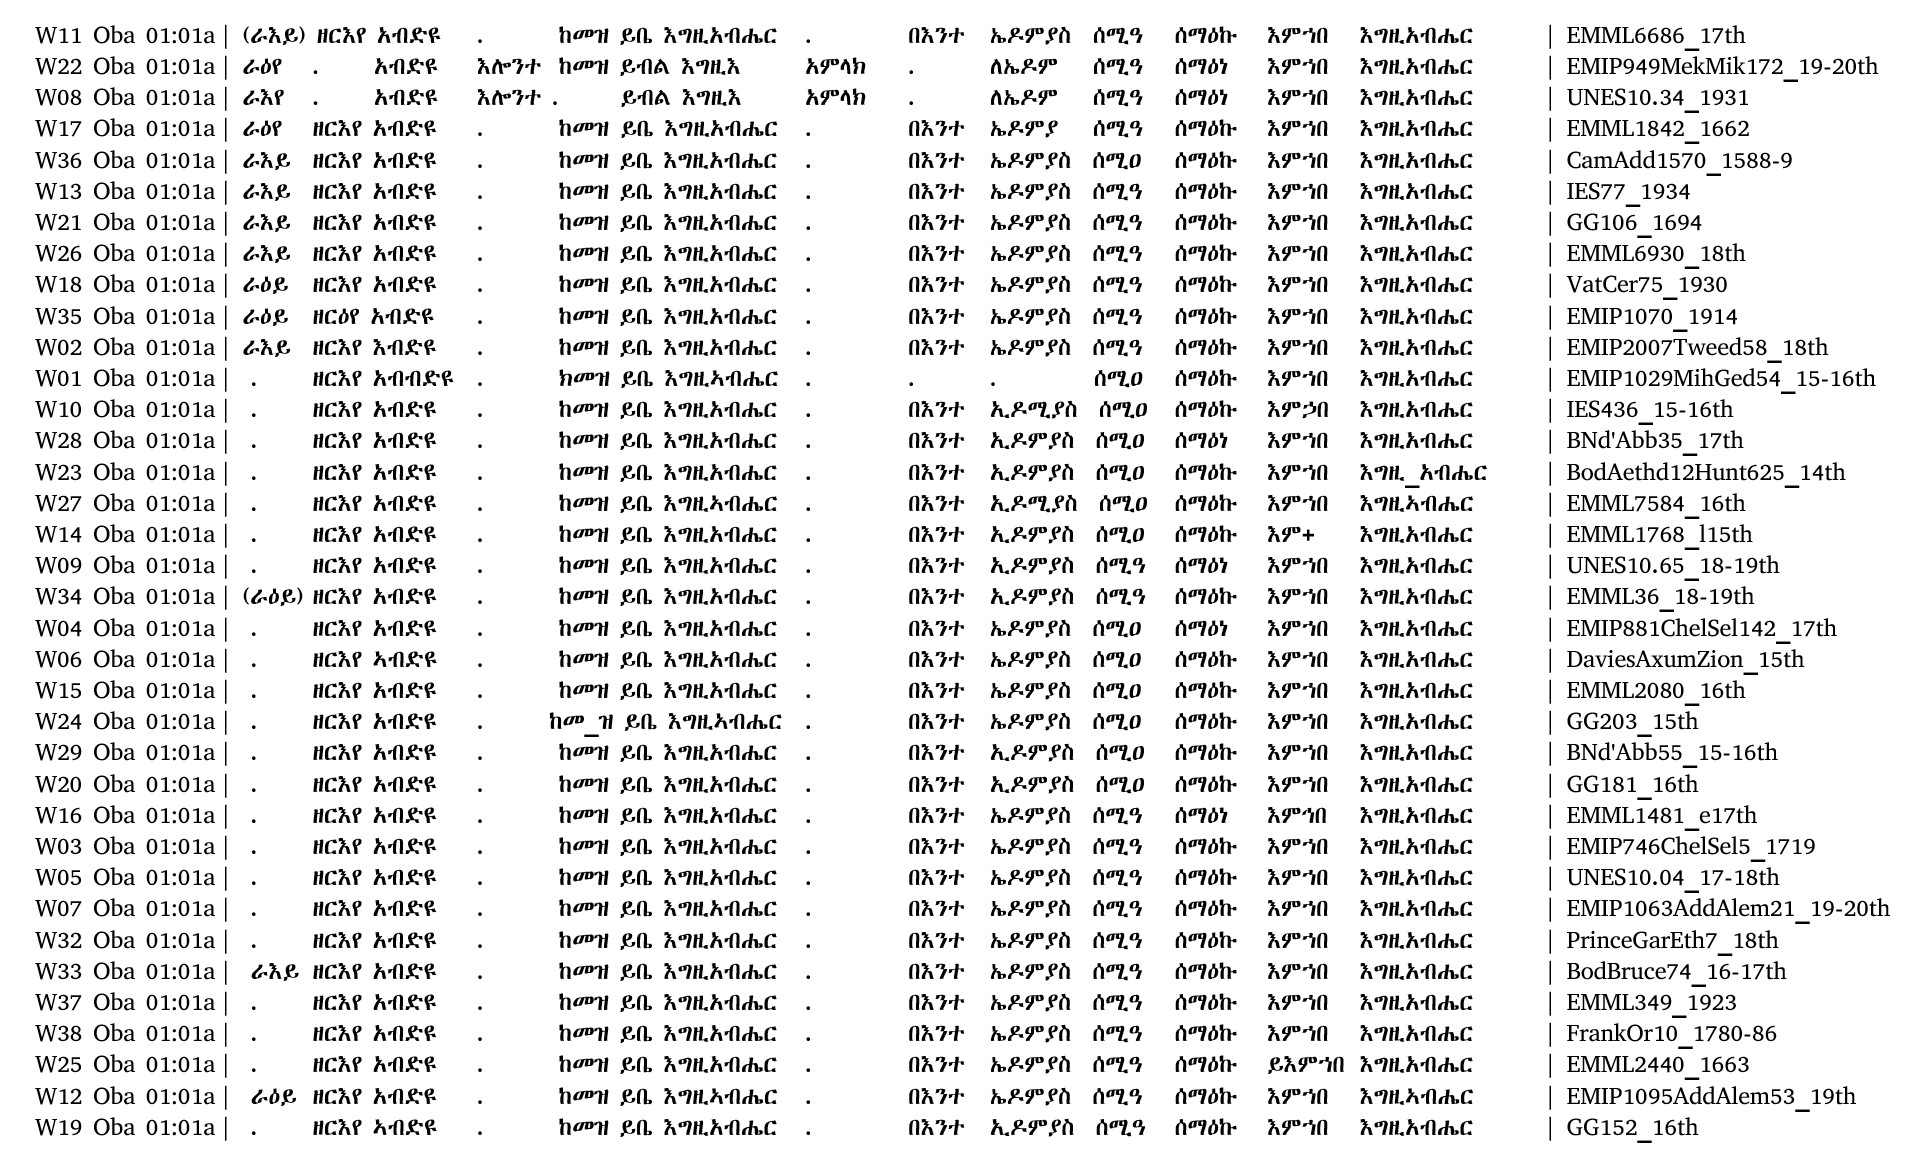 W11 Oba 01:01a | (ራእይ) ዘርእየ አብድዩ . ከመዝ ይቤ እግዚአብሔር . በእንተ ኤዶምያስ ሰሚዓ ሰማዕኩ እምኀበ እግዚአብሔር | EMML6686_17th
W22 Oba 01:01a | ራዕየ . አብድዩ እሎንተ ከመዝ ይብል እግዚእ አምላክ . ለኤዶም ሰሚዓ ሰማዕነ እምኀበ እግዚአብሔር | EMIP949MekMik172_19-20th
W08 Oba 01:01a | ራእየ . አብድዩ እሎንተ . ይብል እግዚእ አምላክ . ለኤዶም ሰሚዓ ሰማዕነ እምኀበ እግዚአብሔር | UNES10.34_1931
W17 Oba 01:01a | ራዕየ ዘርእየ አብድዩ . ከመዝ ይቤ እግዚአብሔር . በእንተ ኤዶምያ ሰሚዓ ሰማዕኩ እምኀበ እግዚአብሔር | EMML1842_1662
W36 Oba 01:01a | ራእይ ዘርእየ አብድዩ . ከመዝ ይቤ እግዚአብሔር . በእንተ ኤዶምያስ ሰሚዐ ሰማዕኩ እምኀበ እግዚአብሔር | CamAdd1570_1588-9
W13 Oba 01:01a | ራእይ ዘርእየ አብድዩ . ከመዝ ይቤ እግዚአብሔር . በእንተ ኤዶምያስ ሰሚዓ ሰማዕኩ እምኀበ እግዚአብሔር | IES77_1934
W21 Oba 01:01a | ራእይ ዘርእየ አብድዩ . ከመዝ ይቤ እግዚአብሔር . በእንተ ኤዶምያስ ሰሚዓ ሰማዕኩ እምኀበ እግዚአብሔር | GG106_1694
W26 Oba 01:01a | ራእይ ዘርእየ አብድዩ . ከመዝ ይቤ እግዚአብሔር . በእንተ ኤዶምያስ ሰሚዓ ሰማዕኩ እምኀበ እግዚአብሔር | EMML6930_18th
W18 Oba 01:01a | ራዕይ ዘርእየ አብድዩ . ከመዝ ይቤ እግዚአብሔር . በእንተ ኤዶምያስ ሰሚዓ ሰማዕኩ እምኀበ እግዚአብሔር | VatCer75_1930
W35 Oba 01:01a | ራዕይ ዘርዕየ አብድዩ . ከመዝ ይቤ እግዚአብሔር . በእንተ ኤዶምያስ ሰሚዓ ሰማዕኩ እምኀበ እግዚአብሔር | EMIP1070_1914
W02 Oba 01:01a | ራእይ ዘርእየ እብድዩ . ከመዝ ይቤ እግዚአብሔር . በእንተ ኤዶምያስ ሰሚዓ ሰማዕኩ እምኀበ እግዚአብሔር | EMIP2007Tweed58_18th
W01 Oba 01:01a | . ዘርእየ አብብድዩ . ክመዝ ይቤ እግዚኣብሔር . . . ሰሚዐ ሰማዕኩ እምኀበ እግዚአብሔር | EMIP1029MihGed54_15-16th
W10 Oba 01:01a | . ዘርእየ አብድዩ . ከመዝ ይቤ እግዚአብሔር . በእንተ ኢዶሚያስ ሰሚዐ ሰማዕኩ እምኃበ እግዚአብሔር | IES436_15-16th
W28 Oba 01:01a | . ዘርእየ አብድዩ . ከመዝ ይቤ እግዚአብሔር . በእንተ ኢዶምያስ ሰሚዐ ሰማዕነ እምኀበ እግዚአብሔር | BNd'Abb35_17th
W23 Oba 01:01a | . ዘርእየ አብድዩ . ከመዝ ይቤ እግዚአብሔር . በእንተ ኢዶምያስ ሰሚዐ ሰማዕኩ እምኀበ እግዚ_አብሔር | BodAethd12Hunt625_14th
W27 Oba 01:01a | . ዘርእየ አብድዩ . ከመዝ ይቤ እግዚኣብሔር . በእንተ ኢዶሚያስ ሰሚዐ ሰማዕኩ እምኀበ እግዚኣብሔር | EMML7584_16th
W14 Oba 01:01a | . ዘርእየ አብድዩ . ከመዝ ይቤ እግዚአብሔር . በእንተ ኢዶምያስ ሰሚዐ ሰማዕኩ እም+ እግዚአብሔር | EMML1768_l15th
W09 Oba 01:01a | . ዘርእየ አብድዩ . ከመዝ ይቤ እግዚአብሔር . በእንተ ኢዶምያስ ሰሚዓ ሰማዕነ እምኀበ እግዚአብሔር | UNES10.65_18-19th
W34 Oba 01:01a | (ራዕይ) ዘርእየ አብድዩ . ከመዝ ይቤ እግዚአብሔር . በእንተ ኢዶምያስ ሰሚዓ ሰማዕኩ እምኀበ እግዚአብሔር | EMML36_18-19th
W04 Oba 01:01a | . ዘርእየ አብድዩ . ከመዝ ይቤ እግዚአብሔር . በእንተ ኤዶምያስ ሰሚዐ ሰማዕነ እምኀበ እግዚአብሔር | EMIP881ChelSel142_17th
W06 Oba 01:01a | . ዘርእየ ኣብድዩ . ከመዝ ይቤ እግዚአብሔር . በእንተ ኤዶምያስ ሰሚዐ ሰማዕኩ እምኀበ እግዚአብሔር | DaviesAxumZion_15th
W15 Oba 01:01a | . ዘርእየ አብድዩ . ከመዝ ይቤ እግዚአብሔር . በእንተ ኤዶምያስ ሰሚዐ ሰማዕኩ እምኀበ እግዚአብሔር | EMML2080_16th
W24 Oba 01:01a | . ዘርእየ አብድዩ . ከመ_ዝ ይቤ እግዚኣብሔር . በእንተ ኤዶምያስ ሰሚዐ ሰማዕኩ እምኀበ እግዚአብሔር | GG203_15th
W29 Oba 01:01a | . ዘርእየ አብድዩ . ከመዝ ይቤ እግዚአብሔር . በእንተ ኢዶምያስ ሰሚዐ ሰማዕኩ እምኀበ እግዚአብሔር | BNd'Abb55_15-16th
W20 Oba 01:01a | . ዘርእየ አብድዩ . ከመዝ ይቤ እግዚአብሔር . በእንተ ኢዶምያስ ሰሚዐ ሰማዕኩ እምኀበ እግዚአብሔር | GG181_16th
W16 Oba 01:01a | . ዘርእየ አብድዩ . ከመዝ ይቤ እግዚአብሔር . በእንተ ኤዶምያስ ሰሚዓ ሰማዕነ እምኅበ እግዚአብሔር | EMML1481_e17th
W03 Oba 01:01a | . ዘርእየ አብድዩ . ከመዝ ይቤ እግዚአብሔር . በእንተ ኤዶምያስ ሰሚዓ ሰማዕኩ እምኀበ እግዚአብሔር | EMIP746ChelSel5_1719
W05 Oba 01:01a | . ዘርእየ አብድዩ . ከመዝ ይቤ እግዚአብሔር . በእንተ ኤዶምያስ ሰሚዓ ሰማዕኩ እምኀበ እግዚአብሔር | UNES10.04_17-18th
W07 Oba 01:01a | . ዘርእየ አብድዩ . ከመዝ ይቤ እግዚአብሔር . በእንተ ኤዶምያስ ሰሚዓ ሰማዕኩ እምኀበ እግዚአብሔር | EMIP1063AddAlem21_19-20th
W32 Oba 01:01a | . ዘርእየ አብድዩ . ከመዝ ይቤ እግዚአብሔር . በእንተ ኤዶምያስ ሰሚዓ ሰማዕኩ እምኀበ እግዚአብሔር | PrinceGarEth7_18th
W33 Oba 01:01a | ራእይ ዘርእየ አብድዩ . ከመዝ ይቤ እግዚአብሔር . በእንተ ኤዶምያስ ሰሚዓ ሰማዕኩ እምኀበ እግዚአብሔር | BodBruce74_16-17th
W37 Oba 01:01a | . ዘርእየ አብድዩ . ከመዝ ይቤ እግዚአብሔር . በእንተ ኤዶምያስ ሰሚዓ ሰማዕኩ እምኀበ እግዚአብሔር | EMML349_1923
W38 Oba 01:01a | . ዘርእየ አብድዩ . ከመዝ ይቤ እግዚአብሔር . በእንተ ኤዶምያስ ሰሚዓ ሰማዕኩ እምኀበ እግዚአብሔር | FrankOr10_1780-86
W25 Oba 01:01a | . ዘርእየ አብድዩ . ከመዝ ይቤ እግዚአብሔር . በእንተ ኤዶምያስ ሰሚዓ ሰማዕኩ ይእምኀበ እግዚአብሔር | EMML2440_1663
W12 Oba 01:01a | ራዕይ ዘርእየ አብድዩ . ከመዝ ይቤ እግዚኣብሔር . በእንተ ኤዶምያስ ሰሚዓ ሰማዕኩ እምኀበ እግዚኣብሔር | EMIP1095AddAlem53_19th
W19 Oba 01:01a | . ዘርእየ ኣብድዩ . ከመዝ ይቤ እግዚአብሔር . በእንተ ኢዶምያስ ሰሚዓ ሰማዕኩ እምኀበ እግዚአብሔር | GG152_16th